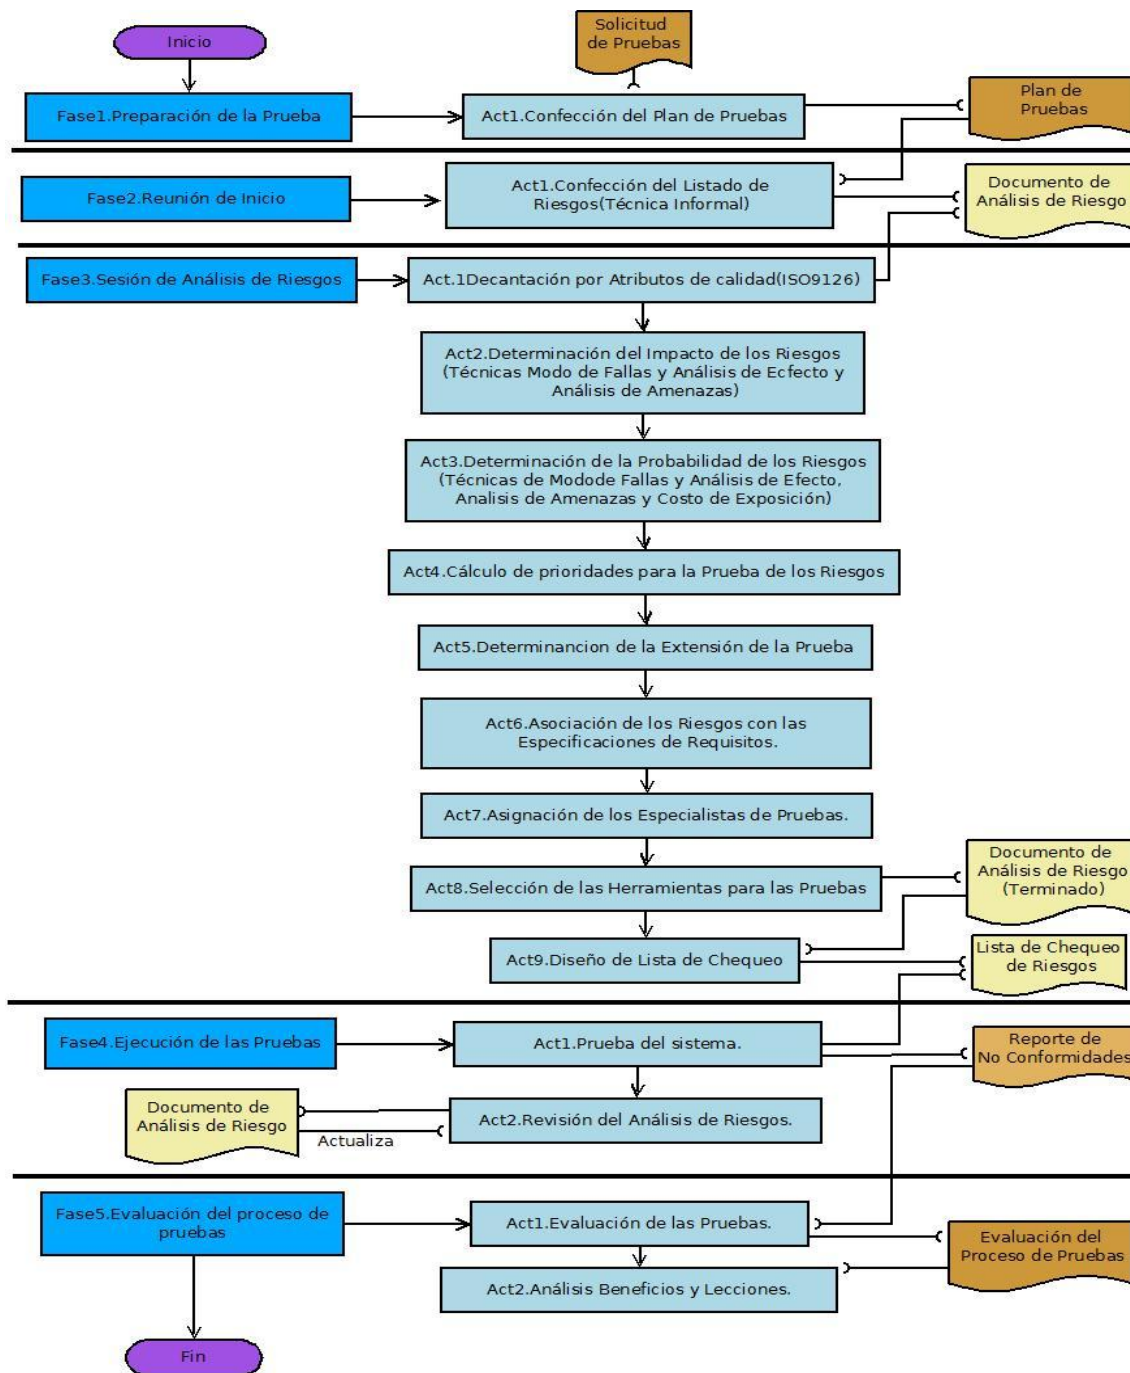 Inicio
Solicitud
de Pruebas
Fase1.Preparación de la Prueba
Act1.Confección del Plan de Pruebas
Plan de
Pruebas
Fase2.Reunión de Inicio
Act1.Confección del Listado de
Riesgos(Técnica Informal)
Documento de
Análisis de Riesgo
Fase3.Sesión de Análisis de Riesgos
Act.1Decantación por Atributos de calidad(ISO9126)
Act2.Determinación del Impacto de los Riesgos
(Técnicas Modo de Fallas y Análisis de Ecfecto y
Análisis de Amenazas)
Act3.Determinación de la Probabilidad de los Riesgos
(Técnicas de Modode Fallas y Análisis de Efecto,
Analisis de Amenazas y Costo de Exposición)
Act4.Cálculo de prioridades para la Prueba de los Riesgos
Act5.Determinancion de la Extensión de la Prueba
Act6.Asociación de los Riesgos con las
Especificaciones de Requisitos.
Act7.Asignación de los Especialistas de Pruebas.
Act8.Selección de las Herramientas para las Pruebas
Documento de
Análisis de Riesgo
(Terminado)
Act9.Diseño de Lista de Chequeo
Lista de Chequeo
de Riesgos
Fase4.Ejecución de las Pruebas
Act1.Prueba del sistema.
Reporte de
No Conformidades
Documento de
Análisis de Riesgo
Actualiza
Act2.Revisión del Análisis de Riesgos.
Fase5.Evaluación del proceso de
pruebas
Act1.Evaluación de las Pruebas.
Evaluación del
Proceso de Pruebas
Act2.Análisis Beneficios y Lecciones.
Fin